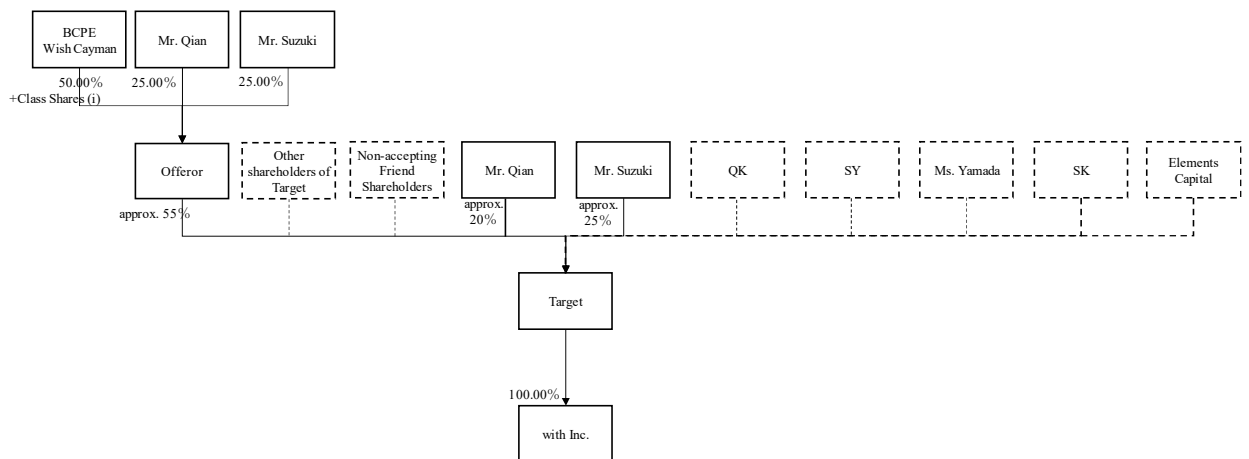 BCPE
Wish Cayman
Mr. Qian
Mr. Suzuki
50.00%
+Class Shares (i)
25.00%
25.00%
Offeror
Other
shareholders of
Target
Non-accepting
Friend
Shareholders
Mr. Qian
Mr. Suzuki
QK
SY
Ms. Yamada
SK
Elements
Capital
approx. 55%
approx.
20%
approx.
25%
Target
100.00%
with Inc.